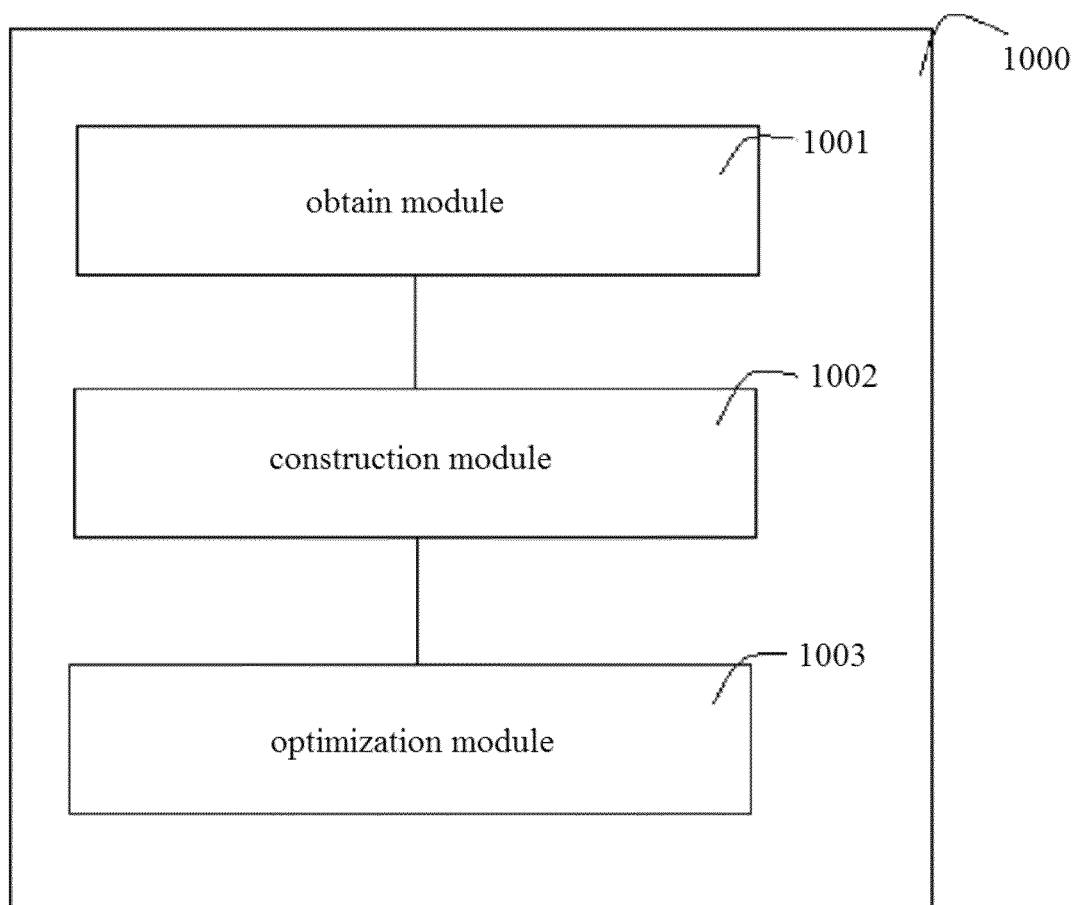 1000
1001
obtain module
1002
construction module
1003
optimization module